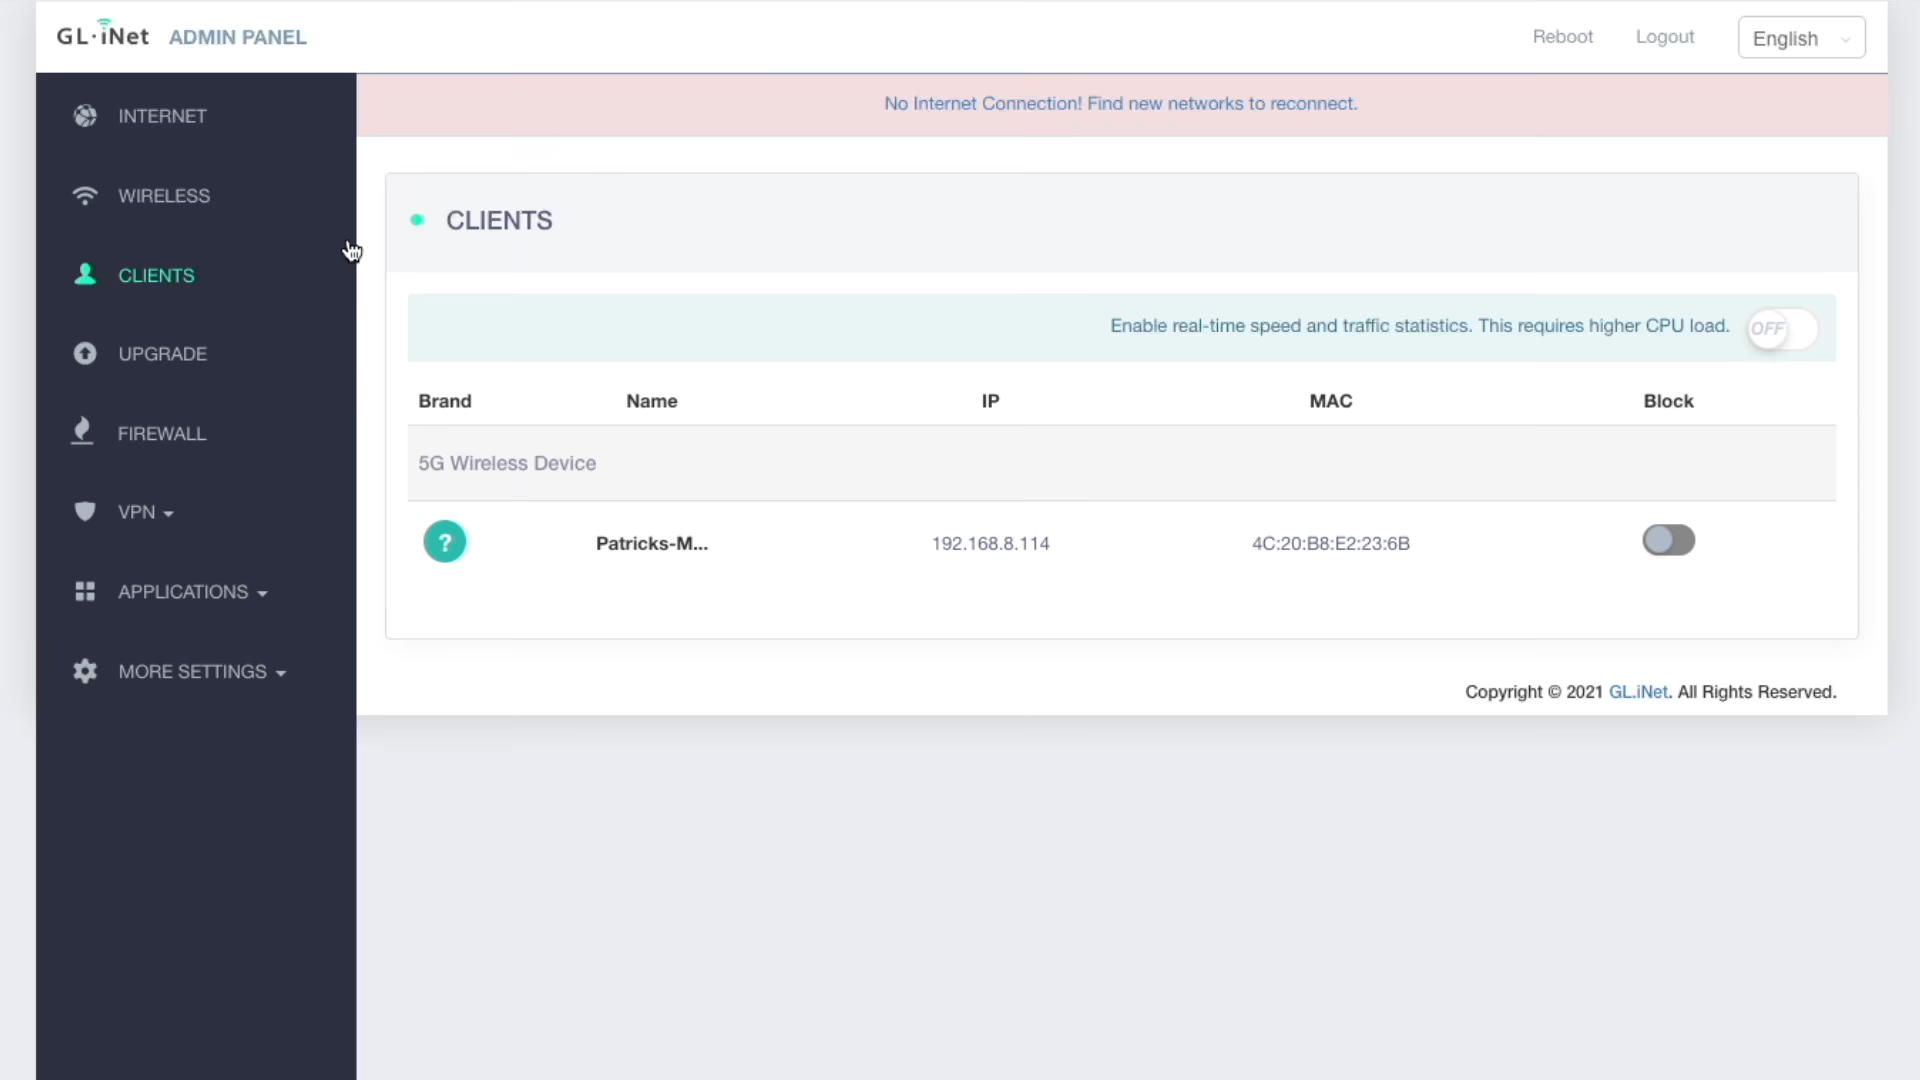 GL·iNet ADMIN PANEL
Reboot
Logout
English
INTERNET
WIRELESS
CLIENTS
UPGRADE
FIREWALL
VPN
APPLICATIONS
MORE SETTINGS
No Internet Connection! Find new networks to reconnect.
CLIENTS
Enable real-time speed and traffic statistics. This requires higher CPU load. OFF
Brand Name IP MAC Block
5G Wireless Device
? Patricks-M... 192.168.8.114 4C:20:B8:E2:23:6B
Copyright © 2021 GL.iNet. All Rights Reserved.